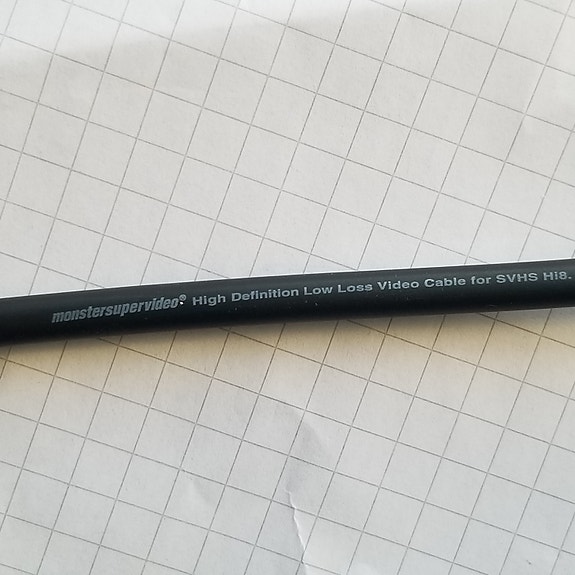 monstersupervideo® High Definition Low Loss Video Cable for SVHS Hi8.